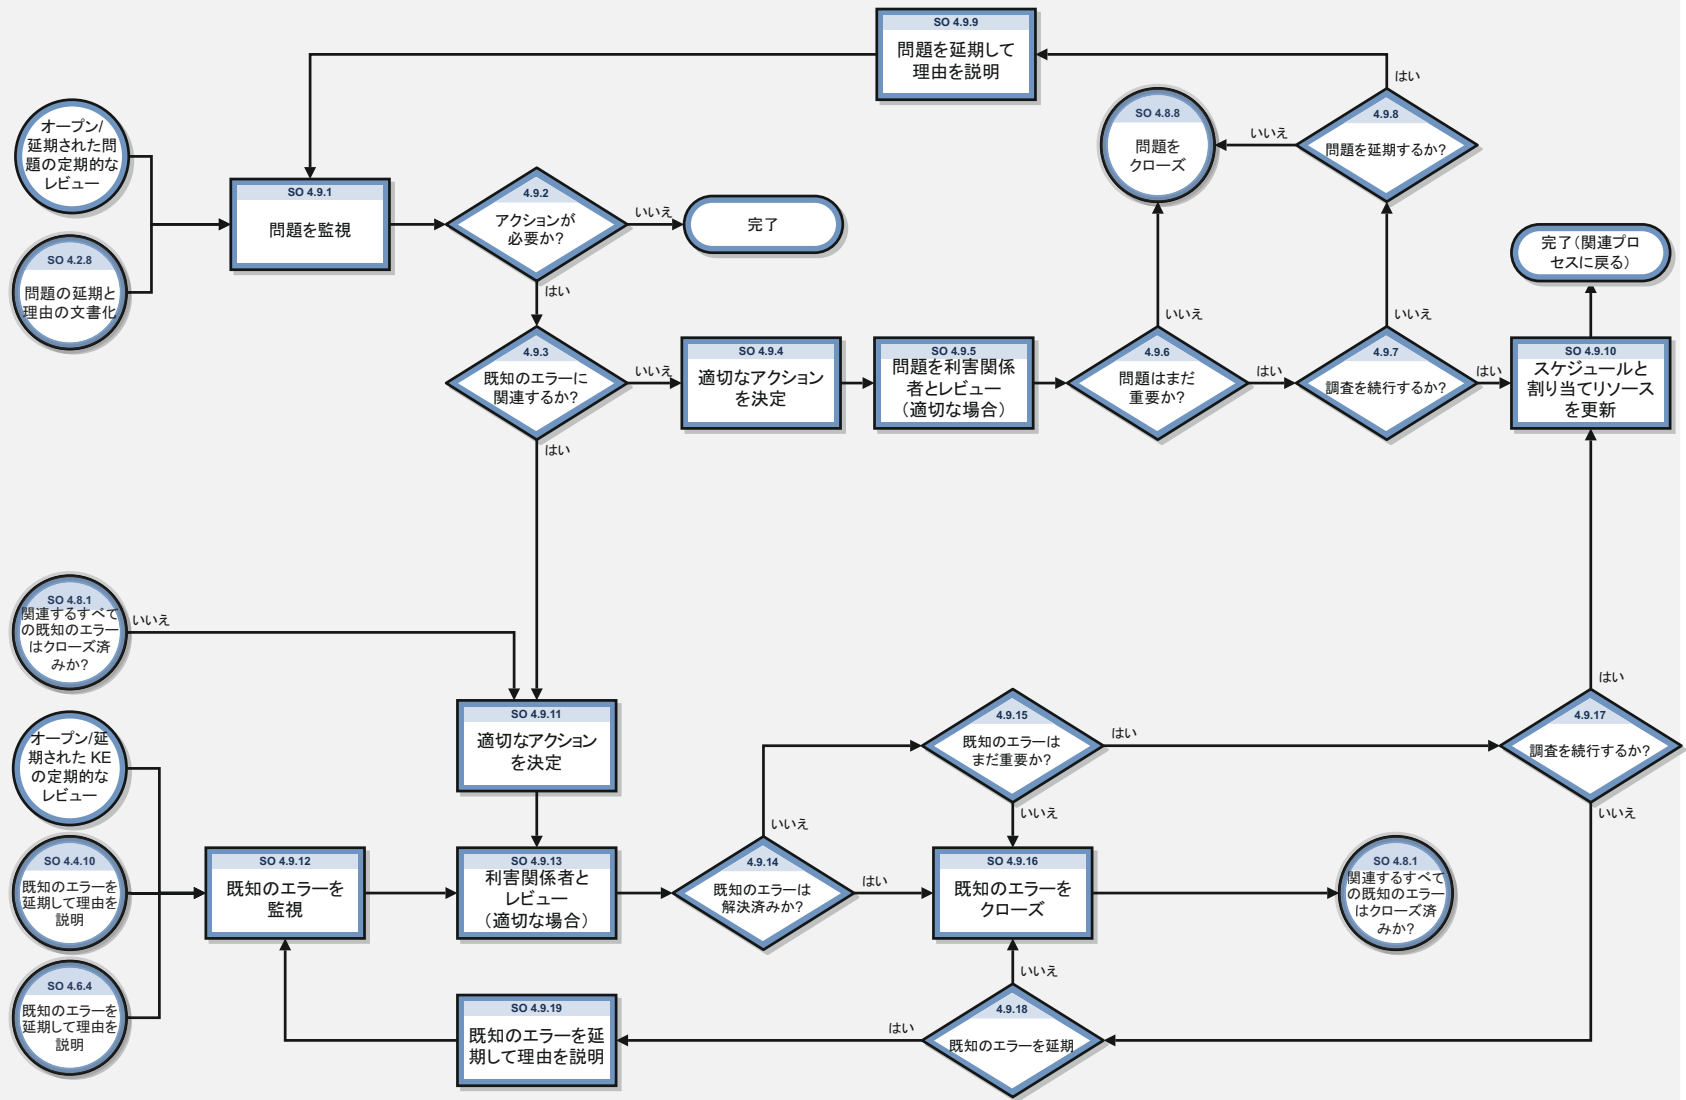 SO 4.9.9
問題を延期して
理由を説明
はい
オープン/
延期された問
題の定期的な
レビュー
SO 4.8.8
問題を
クローズ
いいえ
4.9.8
問題を延期するか?
SO 4.9.1
問題を監視
4.9.2
アクションが
必要か?
いいえ
完了
はい
SO 4.2.8
問題の延期と
理由の文書化
完了(関連プロ
セスに戻る)
いいえ
いいえ
4.9.3
既知のエラーに
関連するか?
いいえ
SO 4.9.4
適切なアクション
を決定
SO 4.9.5
問題を利害関係
者とレビュー
(適切な場合)
4.9.6
問題はまだ
重要か?
はい
4.9.7
調査を続行するか?
はい
SO 4.9.10
スケジュールと
割り当てリソース
を更新
はい
SO 4.8.1
関連するすべて
の既知のエラー
はクローズ済
みか?
いいえ
はい
SO 4.9.11
適切なアクション
を決定
4.9.15
既知のエラーは
まだ重要か?
はい
4.9.17
調査を続行するか?
オープン/延
期された KE
の定期的な
レビュー
いいえ
いいえ
いいえ
SO 4.4.10
既知のエラーを
延期して理由を
説明
SO 4.9.12
既知のエラーを
監視
SO 4.9.13
利害関係者と
レビュー
(適切な場合)
4.9.14
既知のエラーは
解決済みか?
はい
SO 4.9.16
既知のエラーを
クローズ
SO 4.8.1
関連するすべて
の既知のエラー
はクローズ済
みか?
いいえ
SO 4.6.4
既知のエラーを
延期して理由を
説明
SO 4.9.19
既知のエラーを延
期して理由を説明
はい
4.9.18
既知のエラーを延期